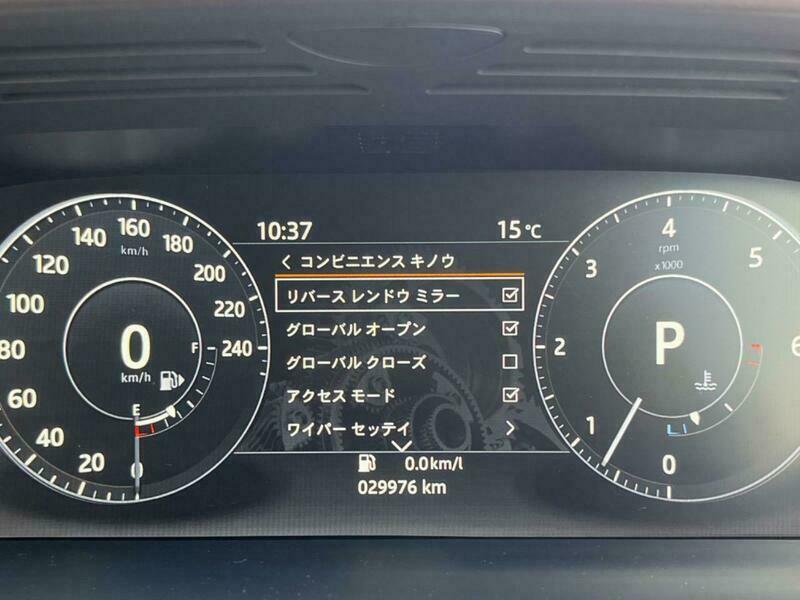 10:37 15℃
く コンビニエンス キノウ
リバース レンドウ ミラー
グローバル オープン
グローバル クローズ
アクセス モード
ワイパー セッテイ
0.0km/l
029976 km
0
20
40
60
80
100
120
140
160
180
200
220
240
km/h
0
km/h
F
E
0
1
2
3
4
5
6
rpm
x1000
P